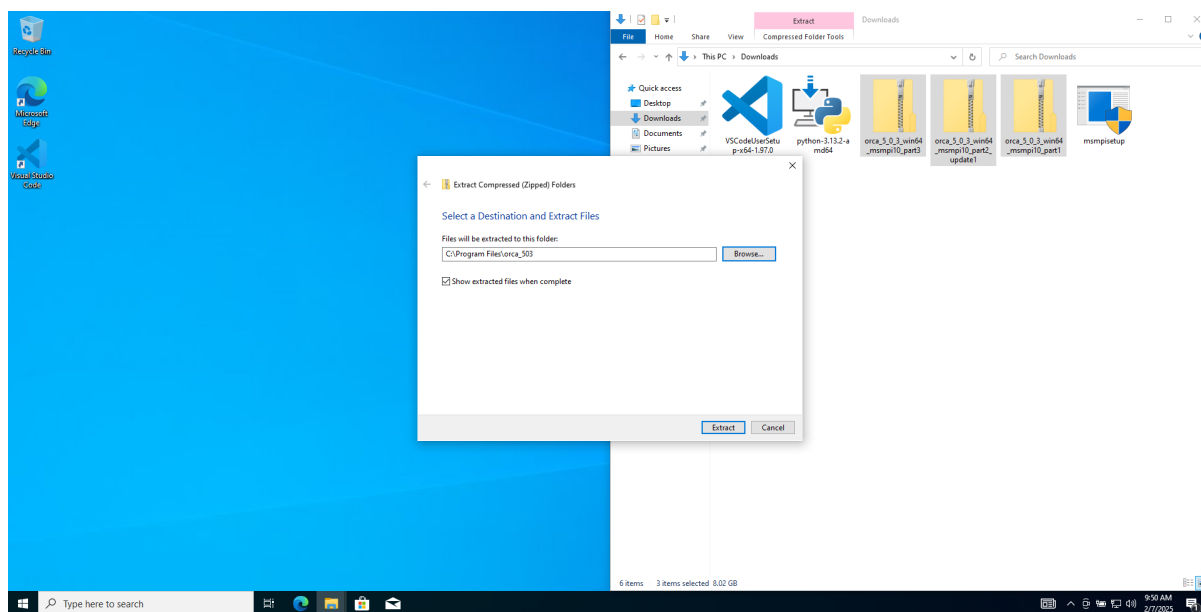 Recycle Bin
Microsoft
Edge
Visual Studio
Code
Extract
Downloads
File
Home
Share
View
Compressed Folder Tools
This PC
Downloads
Search Downloads
Quick access
Desktop
Downloads
Documents
Pictures
VSCodeUserSetu
p-x64-1.97.0
python-3.13.2-a
md64
orca_5_0_3_win64
_msmpi10_part3
orca_5_0_3_win64
_msmpi10_part2_
update1
orca_5_0_3_win64
_msmpi10_part1
msmpisetup
Extract Compressed (Zipped) Folders
Select a Destination and Extract Files
Files will be extracted to this folder:
C:\Program Files\orca_503
Browse...
Show extracted files when complete
Extract
Cancel
6 items
3 items selected 8.02 GB
Type here to search
9:50 AM
2/7/2025